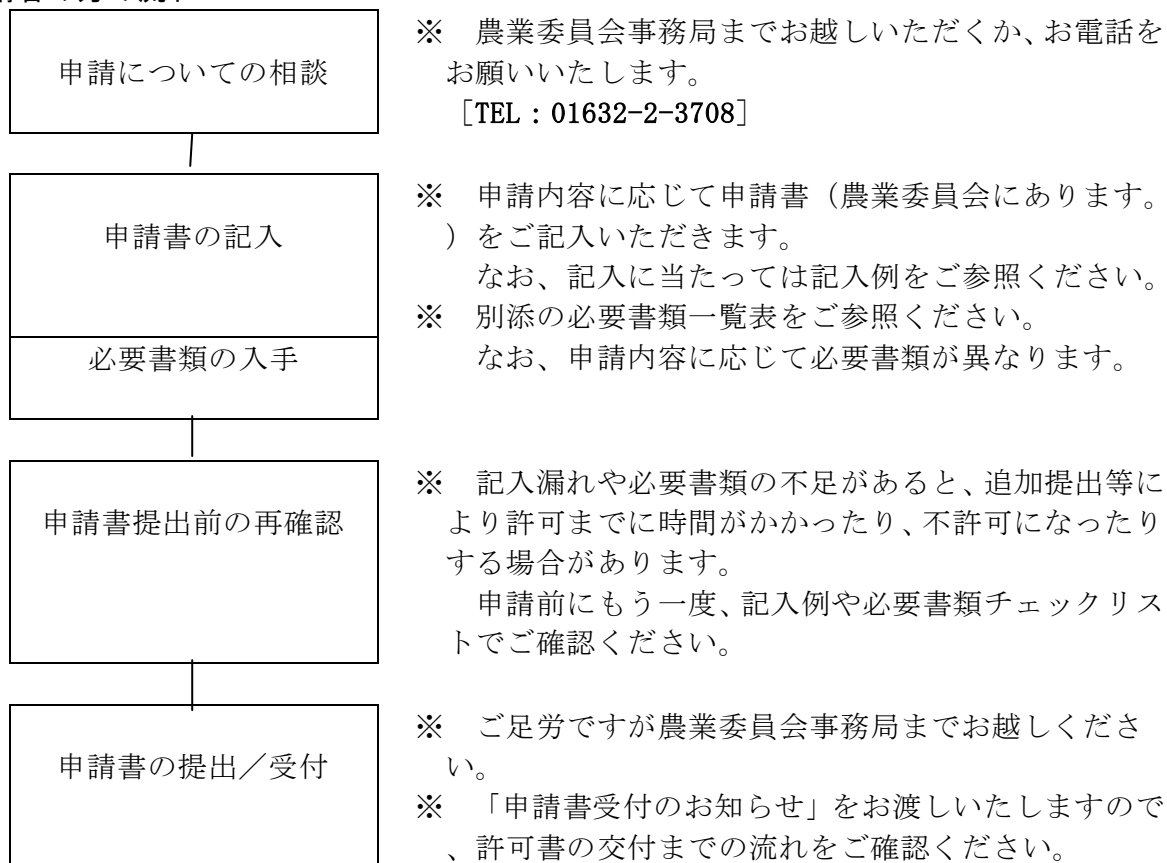 申請についての相談
※ 農業委員会事務局までお越しいただくか、お電話を
お願いいたします。
[TEL:01632-2-3708]
申請書の記入
※ 申請内容に応じて申請書(農業委員会にあります。
)をご記入いただきます。
なお、記入に当たっては記入例をご参照ください。
必要書類の入手
※ 別添の必要書類一覧表をご参照ください。
なお、申請内容に応じて必要書類が異なります。
申請書提出前の再確認
※ 記入漏れや必要書類の不足があると、追加提出等に
より許可までに時間がかかったり、不許可になったり
する場合があります。
申請前にもう一度、記入例や必要書類チェックリス
トでご確認ください。
申請書の提出/受付
※ ご足労ですが農業委員会事務局までお越しくださ
い。
※ 「申請書受付のお知らせ」をお渡しいたしますので
、許可書の交付までの流れをご確認ください。